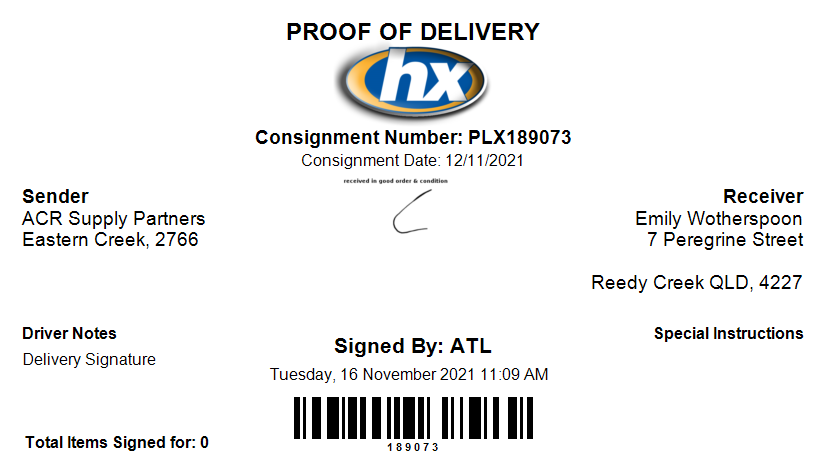 PROOF OF DELIVERY
hx
Consignment Number: PLX189073
Consignment Date: 12/11/2021
received in good order & condition
Sender
ACR Supply Partners
Eastern Creek, 2766
Receiver
Emily Wotherspoon
7 Peregrine Street
Reedy Creek QLD, 4227
Driver Notes
Delivery Signature
Signed By: ATL
Tuesday, 16 November 2021 11:09 AM
Special Instructions
189073
Total Items Signed for: 0